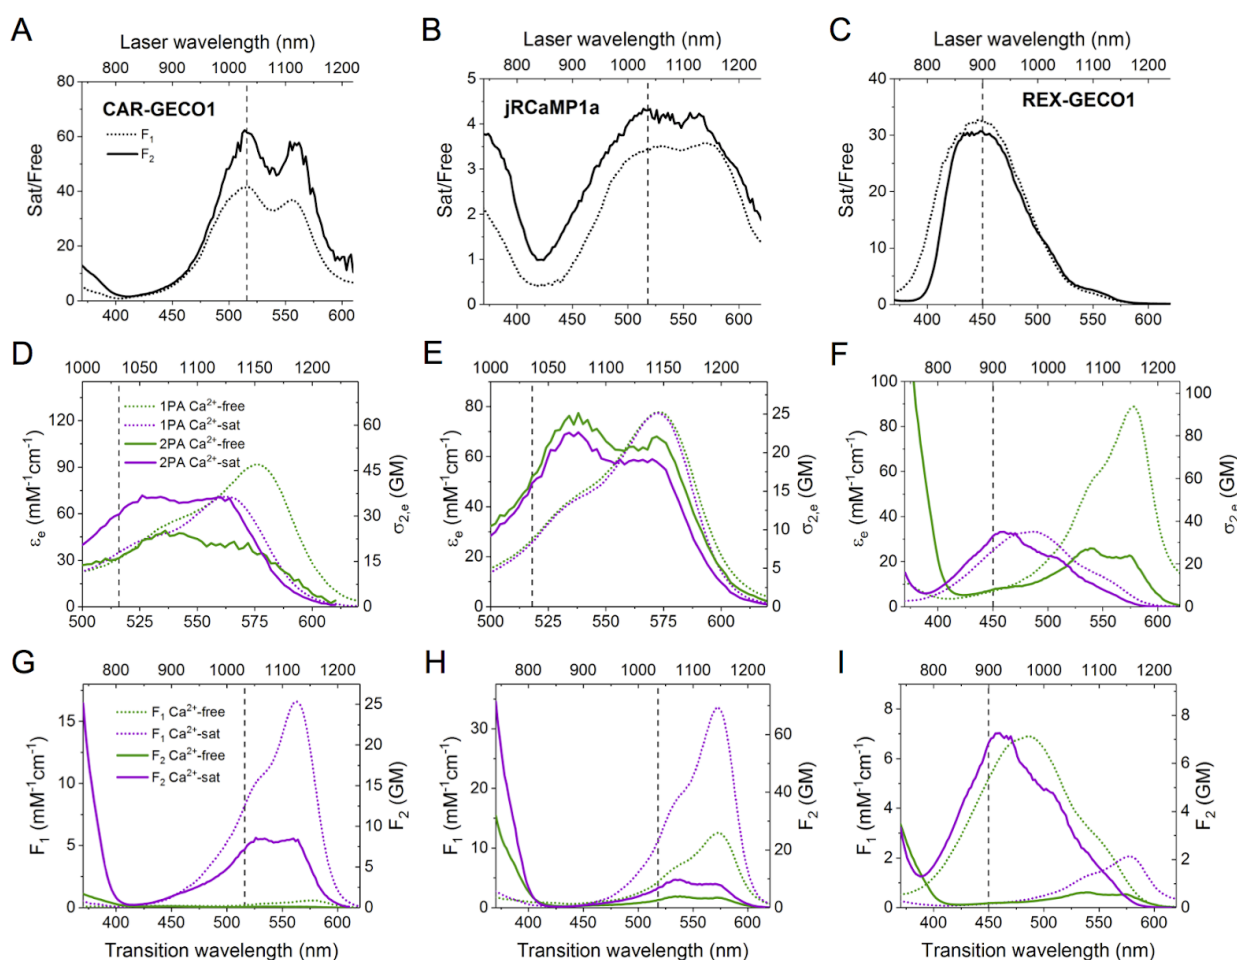 A
Laser wavelength (nm)
800 900 1000 1100 1200
CAR-GECO1
F1
F2
Sat/Free
80
60
40
20
0
400 450 500 550 600
B
Laser wavelength (nm)
800 900 1000 1100 1200
jRCaMP1a
Sat/Free
5
4
3
2
1
0
400 450 500 550 600
C
Laser wavelength (nm)
800 900 1000 1100 1200
REX-GECO1
Sat/Free
40
30
20
10
0
400 450 500 550 600
D
1000 1050 1100 1150 1200
1PA Ca2+-free
1PA Ca2+-sat
2PA Ca2+-free
2PA Ca2+-sat
εe (mM-1cm-1)
120
90
60
30
0
σ2,e (GM)
60
45
30
15
0
500 525 550 575 600
E
1000 1050 1100 1150 1200
εe (mM-1cm-1)
80
60
40
20
0
σ2,e (GM)
25
20
15
10
5
0
500 525 550 575 600
F
800 900 1000 1100 1200
εe (mM-1cm-1)
100
80
60
40
20
0
σ2,e (GM)
100
80
60
40
20
0
400 450 500 550 600
G
800 900 1000 1100 1200
F1 Ca2+-free
F1 Ca2+-sat
F2 Ca2+-free
F2 Ca2+-sat
F1 (mM-1cm-1)
15
10
5
0
F2 (GM)
25
20
15
10
5
0
400 450 500 550 600
Transition wavelength (nm)
H
800 900 1000 1100 1200
F1 (mM-1cm-1)
30
20
10
0
F2 (GM)
60
40
20
0
400 450 500 550 600
Transition wavelength (nm)
I
800 900 1000 1100 1200
F1 (mM-1cm-1)
8
6
4
2
0
F2 (GM)
8
6
4
2
0
400 450 500 550 600
Transition wavelength (nm)